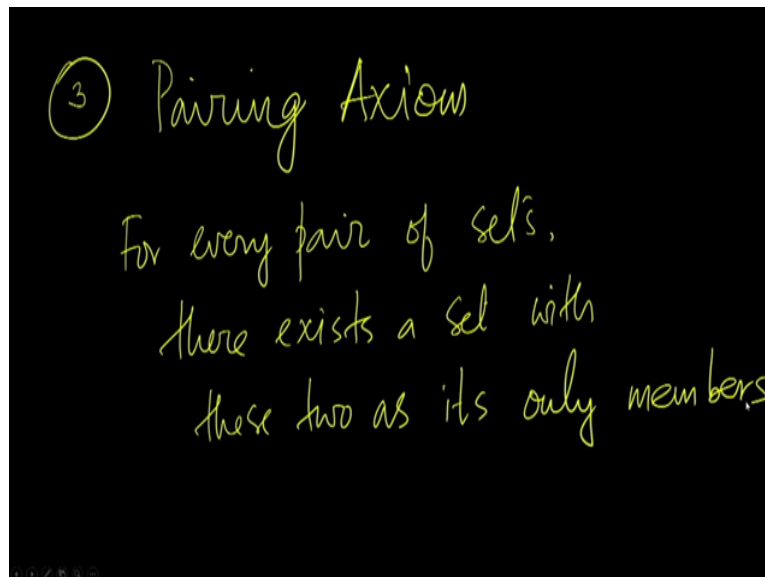 3 Pairing Axiom
For every pair of sets,
there exists a set with
these two as its only members